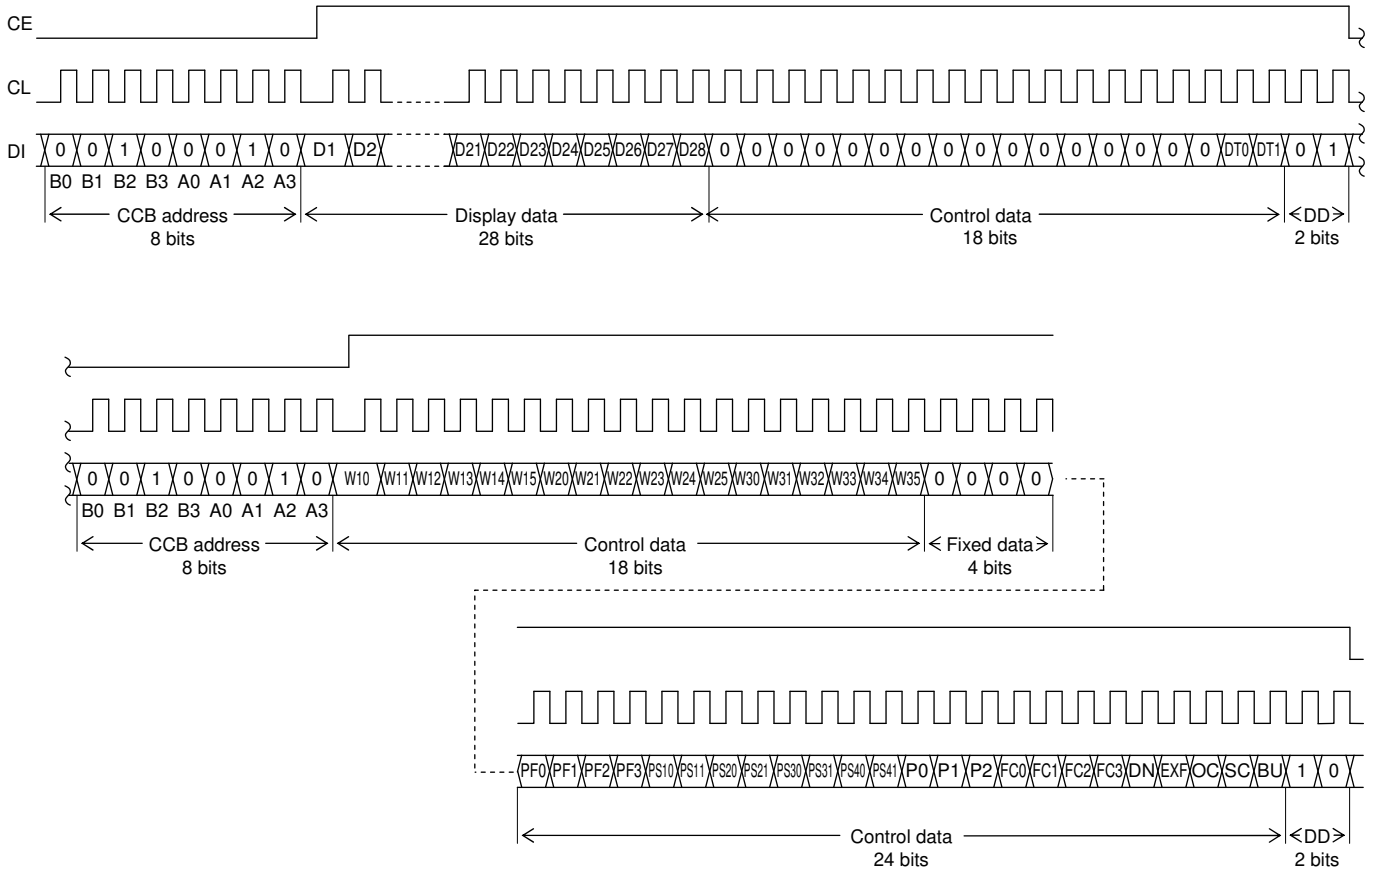 CE
CL
DI 0 0 1 0 0 0 1 0 D1 D2 D21 D22 D23 D24 D25 D26 D27 D28 0 0 0 0 0 0 0 0 0 0 0 0 0 0 0 0 DT0 DT1 0 1
B0 B1 B2 B3 A0 A1 A2 A3
CCB address Display data Control data DD
8 bits 28 bits 18 bits 2 bits
0 0 1 0 0 0 1 0 W10 W11 W12 W13 W14 W15 W20 W21 W22 W23 W24 W25 W30 W31 W32 W33 W34 W35 0 0 0 0
B0 B1 B2 B3 A0 A1 A2 A3
CCB address Control data Fixed data
8 bits 18 bits 4 bits
PF0 PF1 PF2 PF3 PS10 PS11 PS20 PS21 PS30 PS31 PS40 PS41 P0 P1 P2 FC0 FC1 FC2 FC3 DN EXF OC SC BU 1 0
Control data DD
24 bits 2 bits